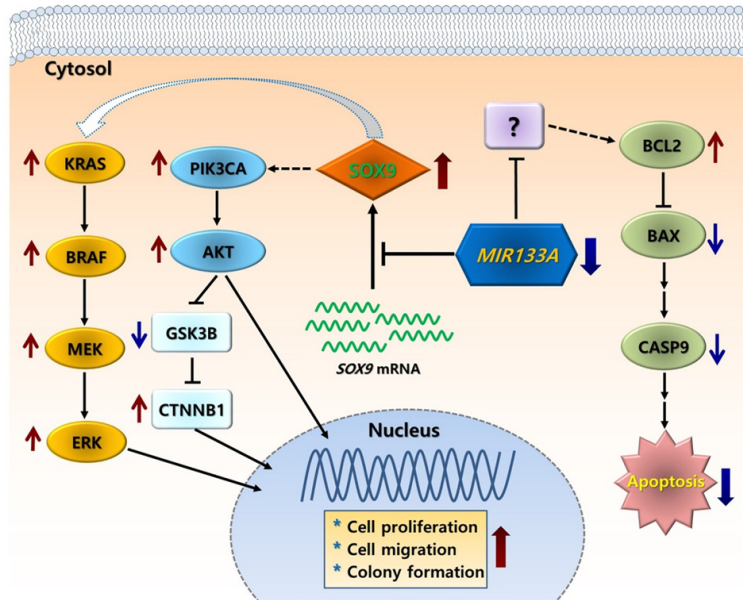 Cytosol
?
KRAS
PIK3CA
SOX9
BCL2
BRAF
AKT
MIR133A
BAX
MEK
GSK3B
SOX9 mRNA
CASP9
ERK
CTNNB1
Nucleus
Apoptosis
* Cell proliferation
* Cell migration
* Colony formation